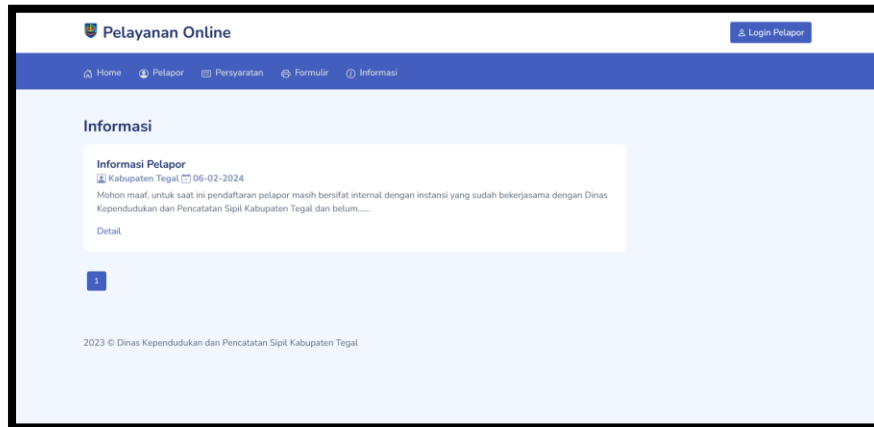 Pelayanan Online
Login Pelapor
Home Pelapor Persyaratan Formulir Informasi
Informasi
Informasi Pelapor
Kabupaten Tegal 06-02-2024
Mohon maaf, untuk saat ini pendaftaran pelapor masih bersifat internal dengan instansi yang sudah bekerjasama dengan Dinas
Kependudukan dan Pencatatan Sipil Kabupaten Tegal dan belum......
Detail
1
2023 © Dinas Kependudukan dan Pencatatan Sipil Kabupaten Tegal